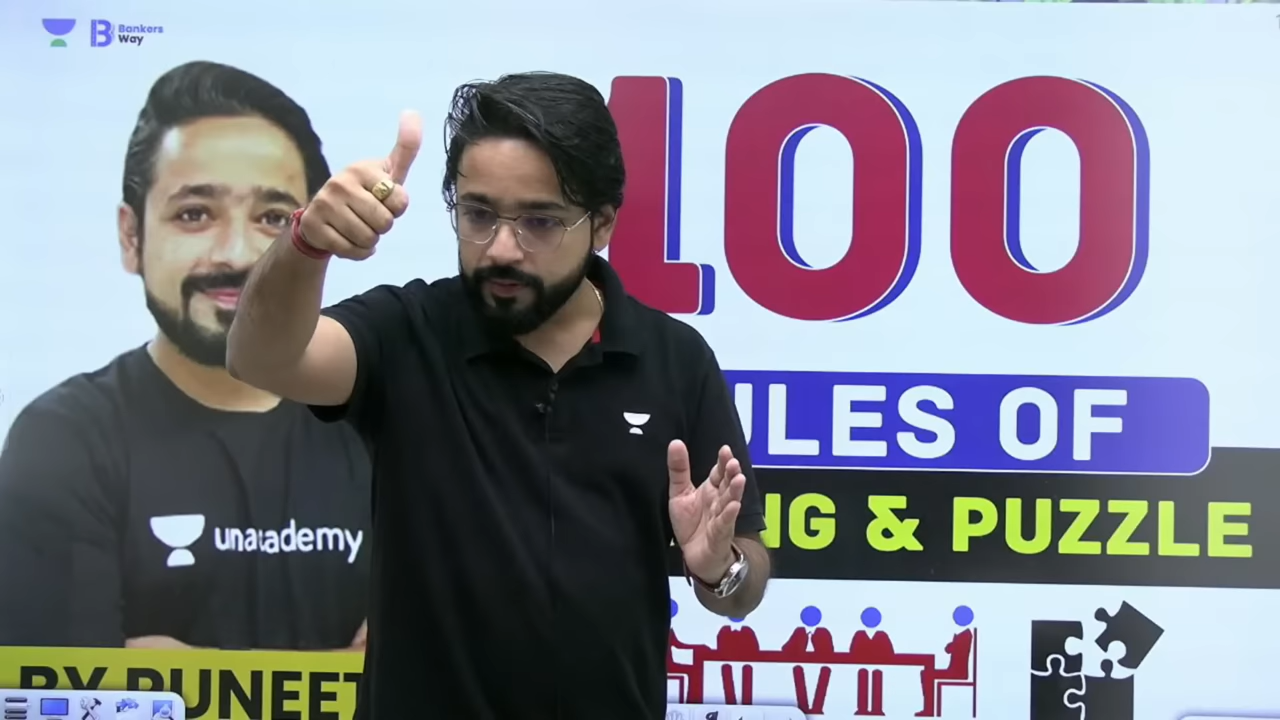 Bankers
Way
100
ULES OF
NG & PUZZLE
unacademy
BY PUNEET